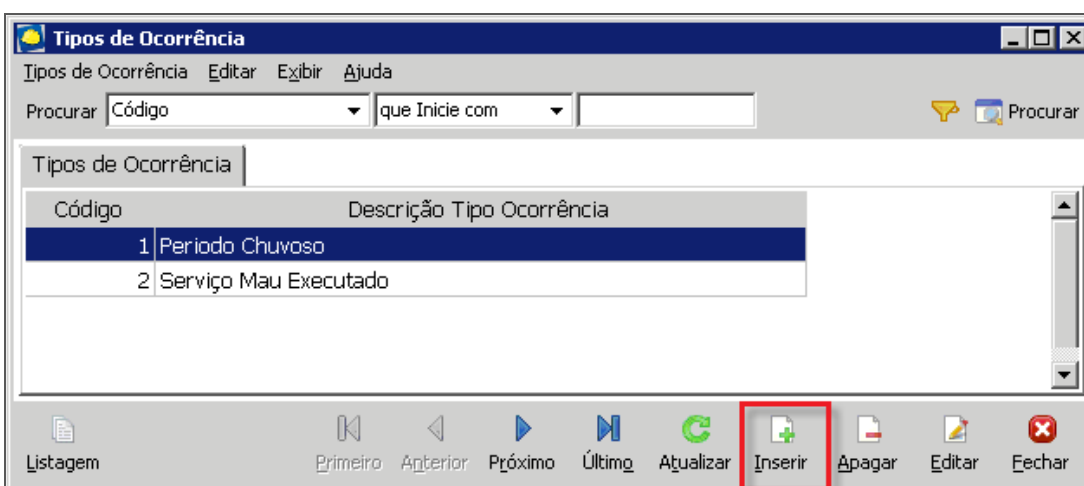 Tipos de Ocorrência
Tipos de Ocorrência Editar Exibir Ajuda
Procurar Código que Inicie com Procurar
Tipos de Ocorrência
Código Descrição Tipo Ocorrência
1 Periodo Chuvoso
2 Serviço Mau Executado
Listagem Primeiro Anterior Próximo Último Atualizar Inserir Apagar Editar Fechar